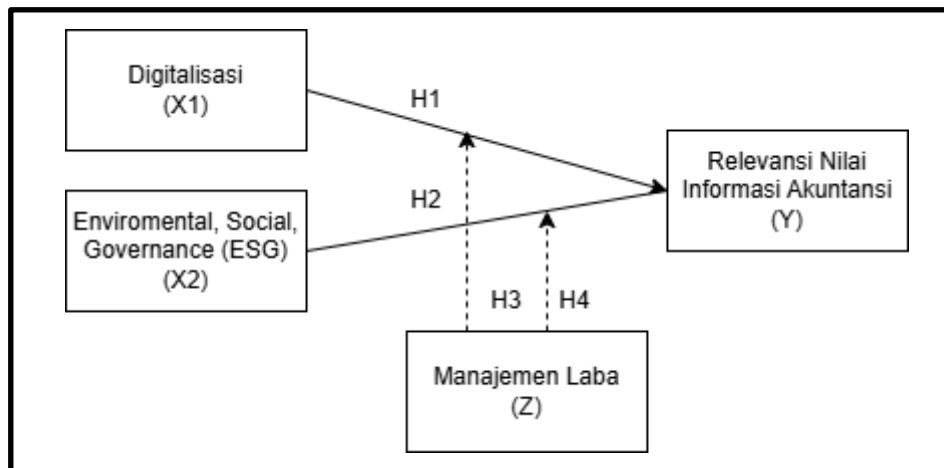 Digitalisasi
(X1)
H1
Relevansi Nilai
Informasi Akuntansi
(Y)
Enviromental, Social,
Governance (ESG)
(X2)
H2
H3
H4
Manajemen Laba
(Z)